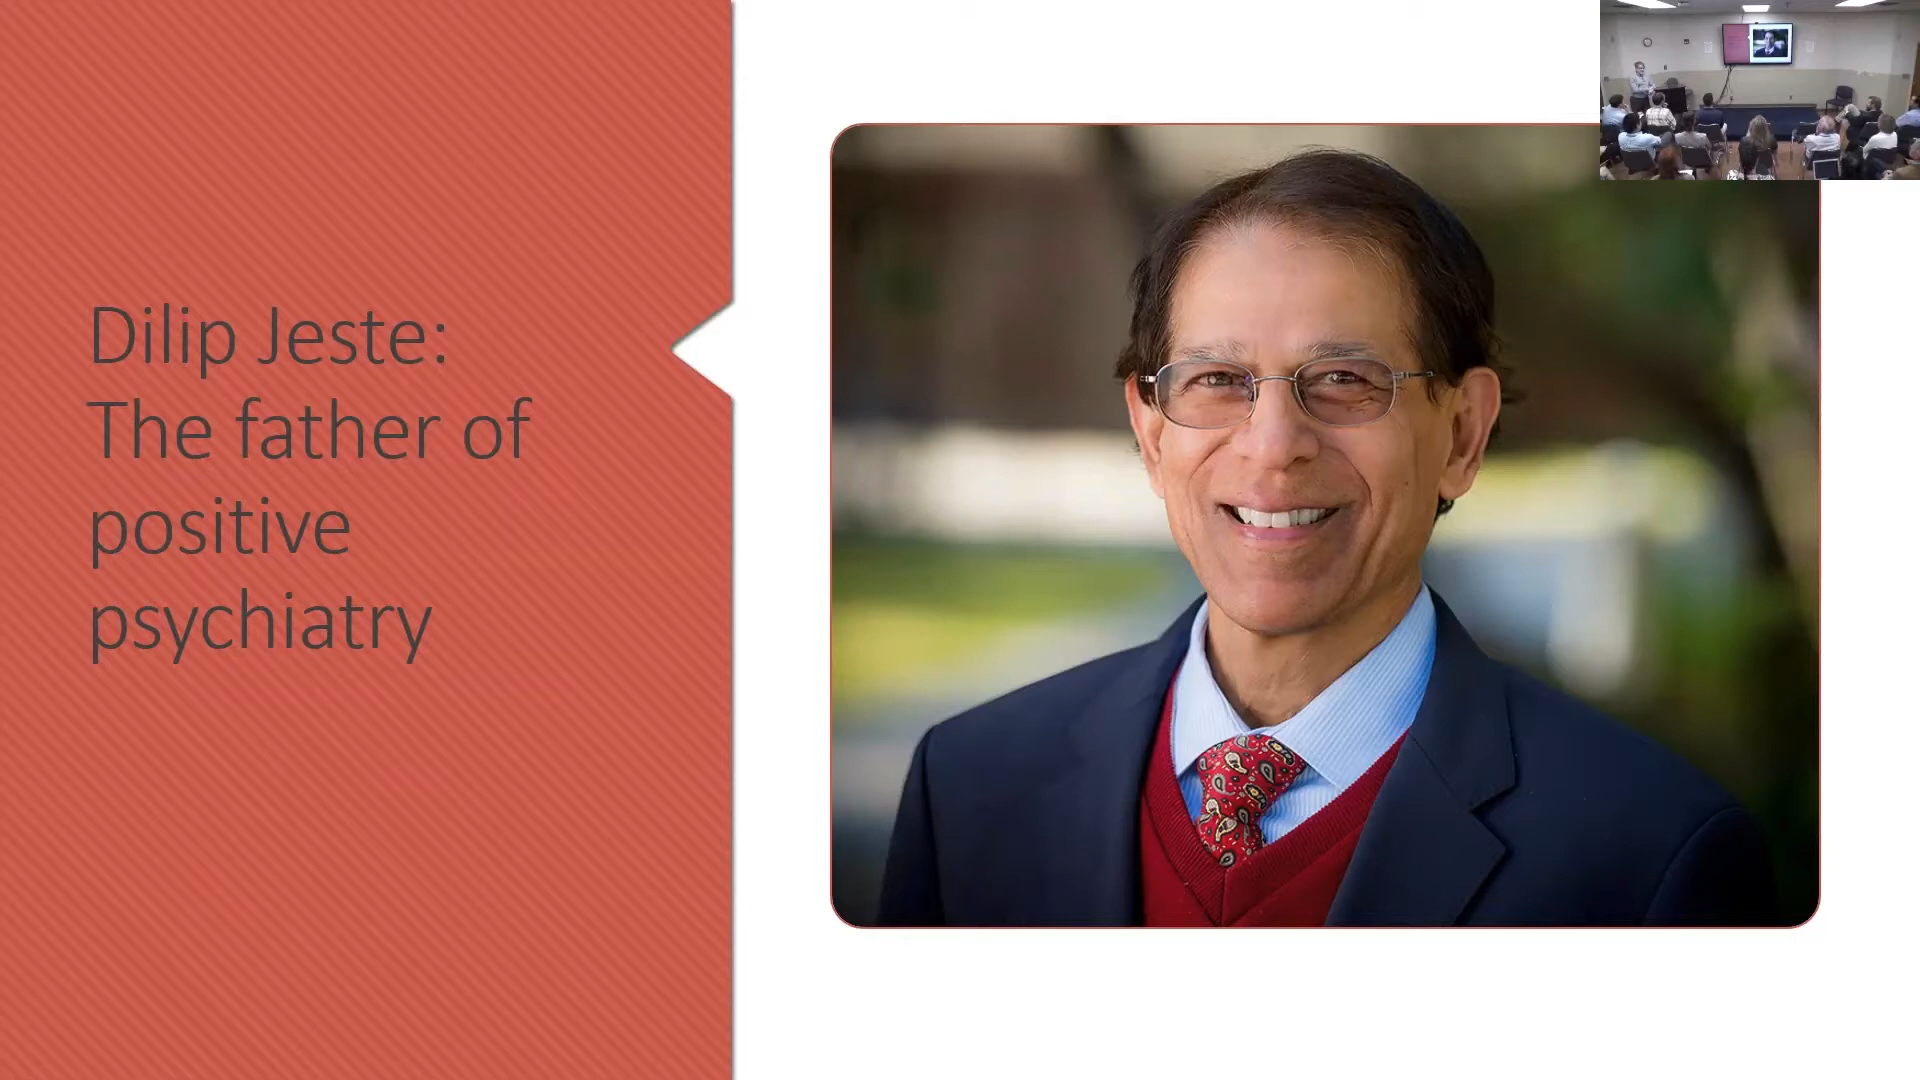 Dilip Jeste:
The father of
positive
psychiatry